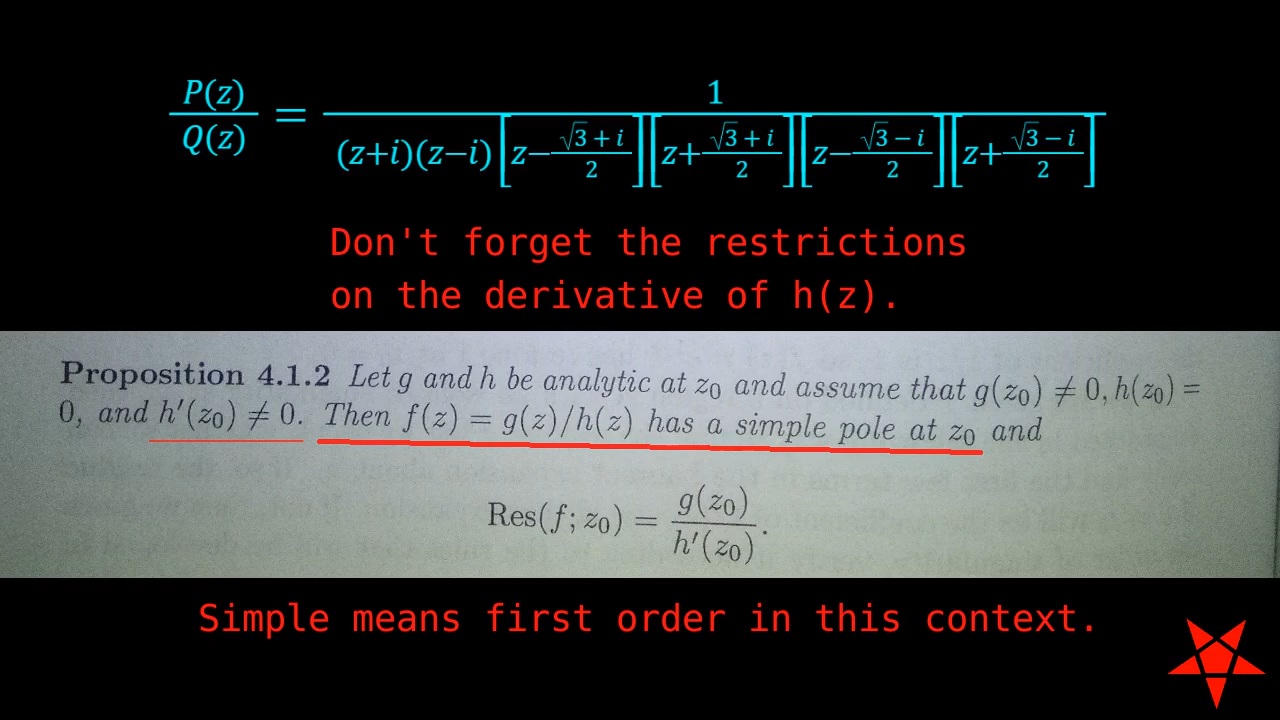 P(z)/Q(z) = 1/((z+i)(z−i)[z−(√3+i)/2][z+(√3+i)/2][z−(√3−i)/2][z+(√3−i)/2])
Don't forget the restrictions
on the derivative of h(z).
Proposition 4.1.2 Let g and h be analytic at z₀ and assume that g(z₀) ≠ 0, h(z₀) =
0, and h′(z₀) ≠ 0. Then f(z) = g(z)/h(z) has a simple pole at z₀ and
Res(f; z₀) = g(z₀)/h′(z₀).
Simple means first order in this context.